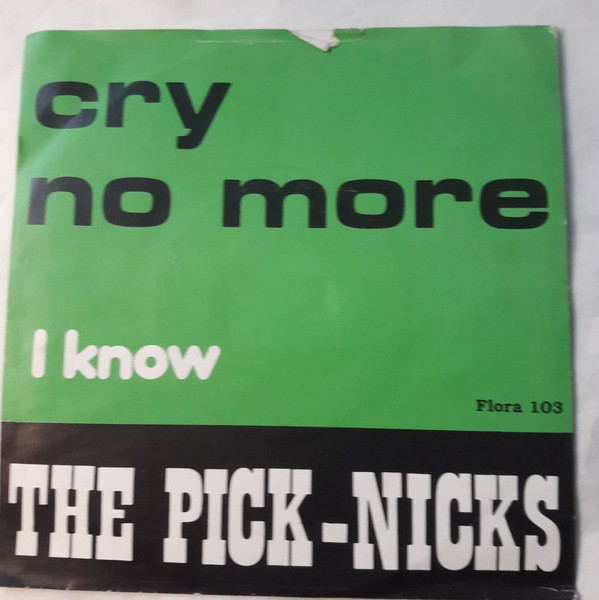 cry
no more
I know
Flora 103
THE PICK-NICKS